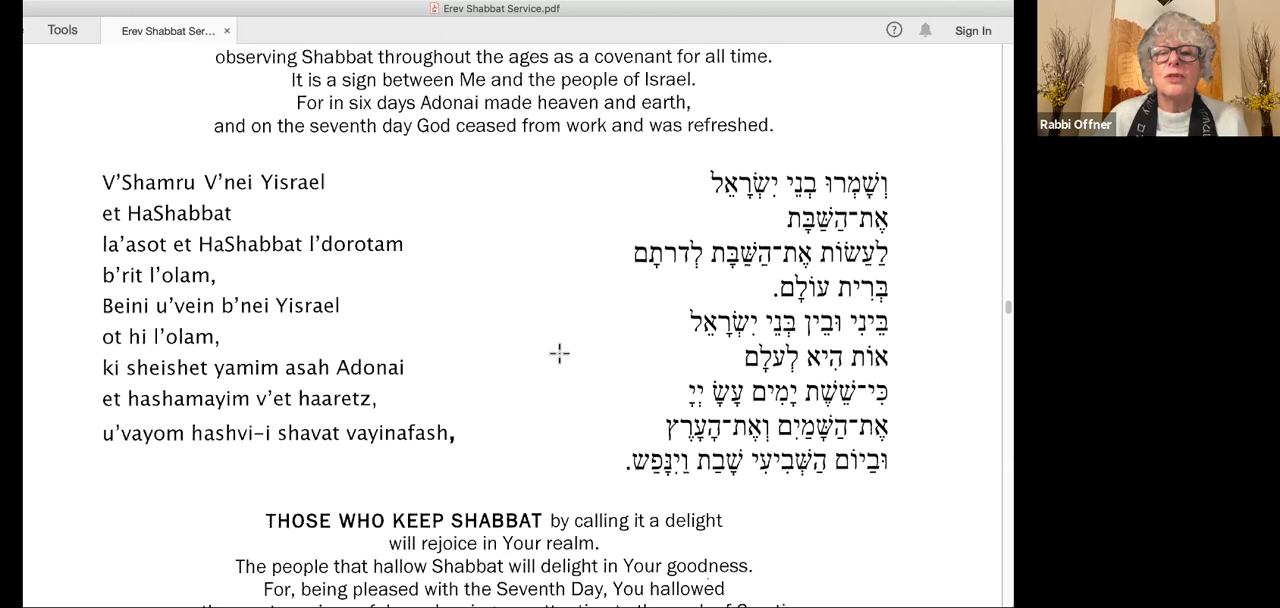 Erev Shabbat Service.pdf
Tools
Erev Shabbat Ser... ×
?
Sign In
observing Shabbat throughout the ages as a covenant for all time.
It is a sign between Me and the people of Israel.
For in six days Adonai made heaven and earth,
and on the seventh day God ceased from work and was refreshed.
V'Shamru V'nei Yisrael
et HaShabbat
la'asot et HaShabbat l'dorotam
b'rit l'olam,
Beini u'vein b'nei Yisrael
ot hi l'olam,
ki sheishet yamim asah Adonai
et hashamayim v'et haaretz,
u'vayom hashvi-i shavat vayinafash,
וְשָׁמְרוּ בְנֵי יִשְׂרָאֵל
אֶת־הַשַּׁבָּת
לַעֲשׂוֹת אֶת־הַשַּׁבָּת לְדרתָם
בְּרִית עוֹלָם.
בֵּינִי וּבֵין בְּנֵי יִשְׂרָאֵל
אוֹת הִיא לְעלָם
כִּי־שֵׁשֶׁת יָמִים עָשָׂ יְיָ
אֶת־הַשָּׁמַיִם וְאֶת־הָעָרֶץ
וּבַיוֹם הַשְּׁבִיעִי שָׁבַת וַיִּנָּפַש.
THOSE WHO KEEP SHABBAT by calling it a delight
will rejoice in Your realm.
The people that hallow Shabbat will delight in Your goodness.
For, being pleased with the Seventh Day, You hallowed
Rabbi Offner